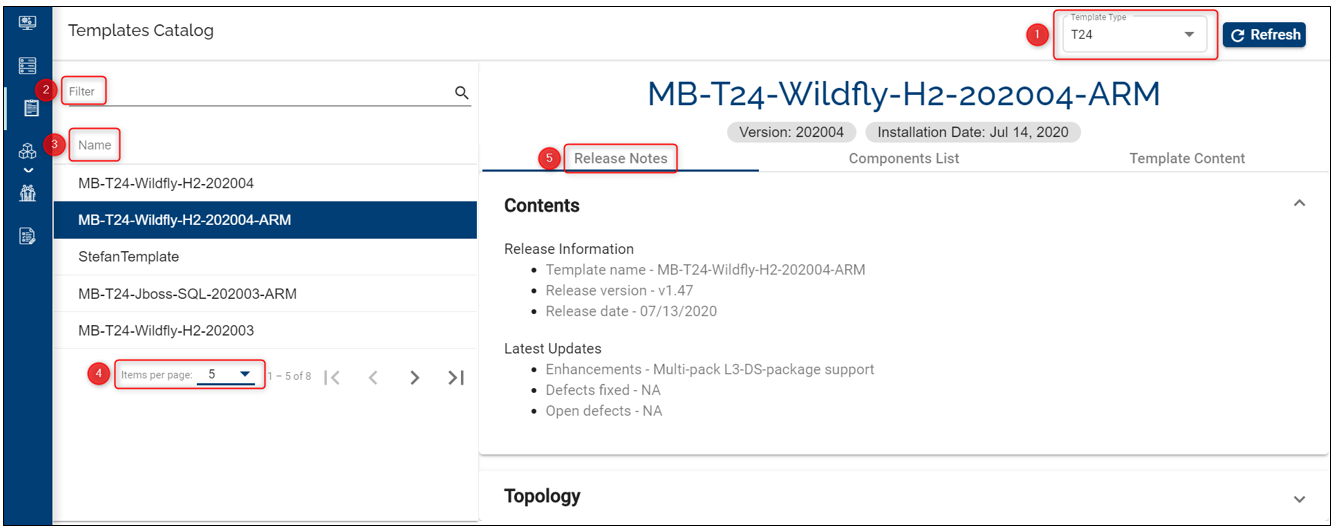 Templates Catalog
1
Template Type
T24
Refresh
2
Filter
3
Name
MB-T24-Wildfly-H2-202004
MB-T24-Wildfly-H2-202004-ARM
StefanTemplate
MB-T24-Jboss-SQL-202003-ARM
MB-T24-Wildfly-H2-202003
4
Items per page: 5
1 – 5 of 8
MB-T24-Wildfly-H2-202004-ARM
Version: 202004
Installation Date: Jul 14, 2020
5
Release Notes
Components List
Template Content
Contents
Release Information
Template name - MB-T24-Wildfly-H2-202004-ARM
Release version - v1.47
Release date - 07/13/2020
Latest Updates
Enhancements - Multi-pack L3-DS-package support
Defects fixed - NA
Open defects - NA
Topology